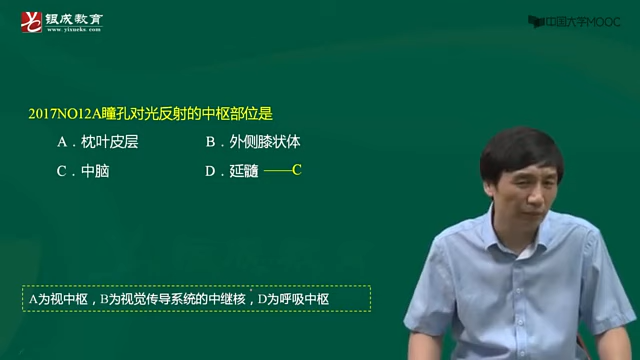 银成教育
www.yixueks.com
中国大学MOOC
2017NO12A瞳孔对光反射的中枢部位是
A．枕叶皮层 B．外侧膝状体
C．中脑 D．延髓 ——C
A为视中枢，B为视觉传导系统的中继核，D为呼吸中枢